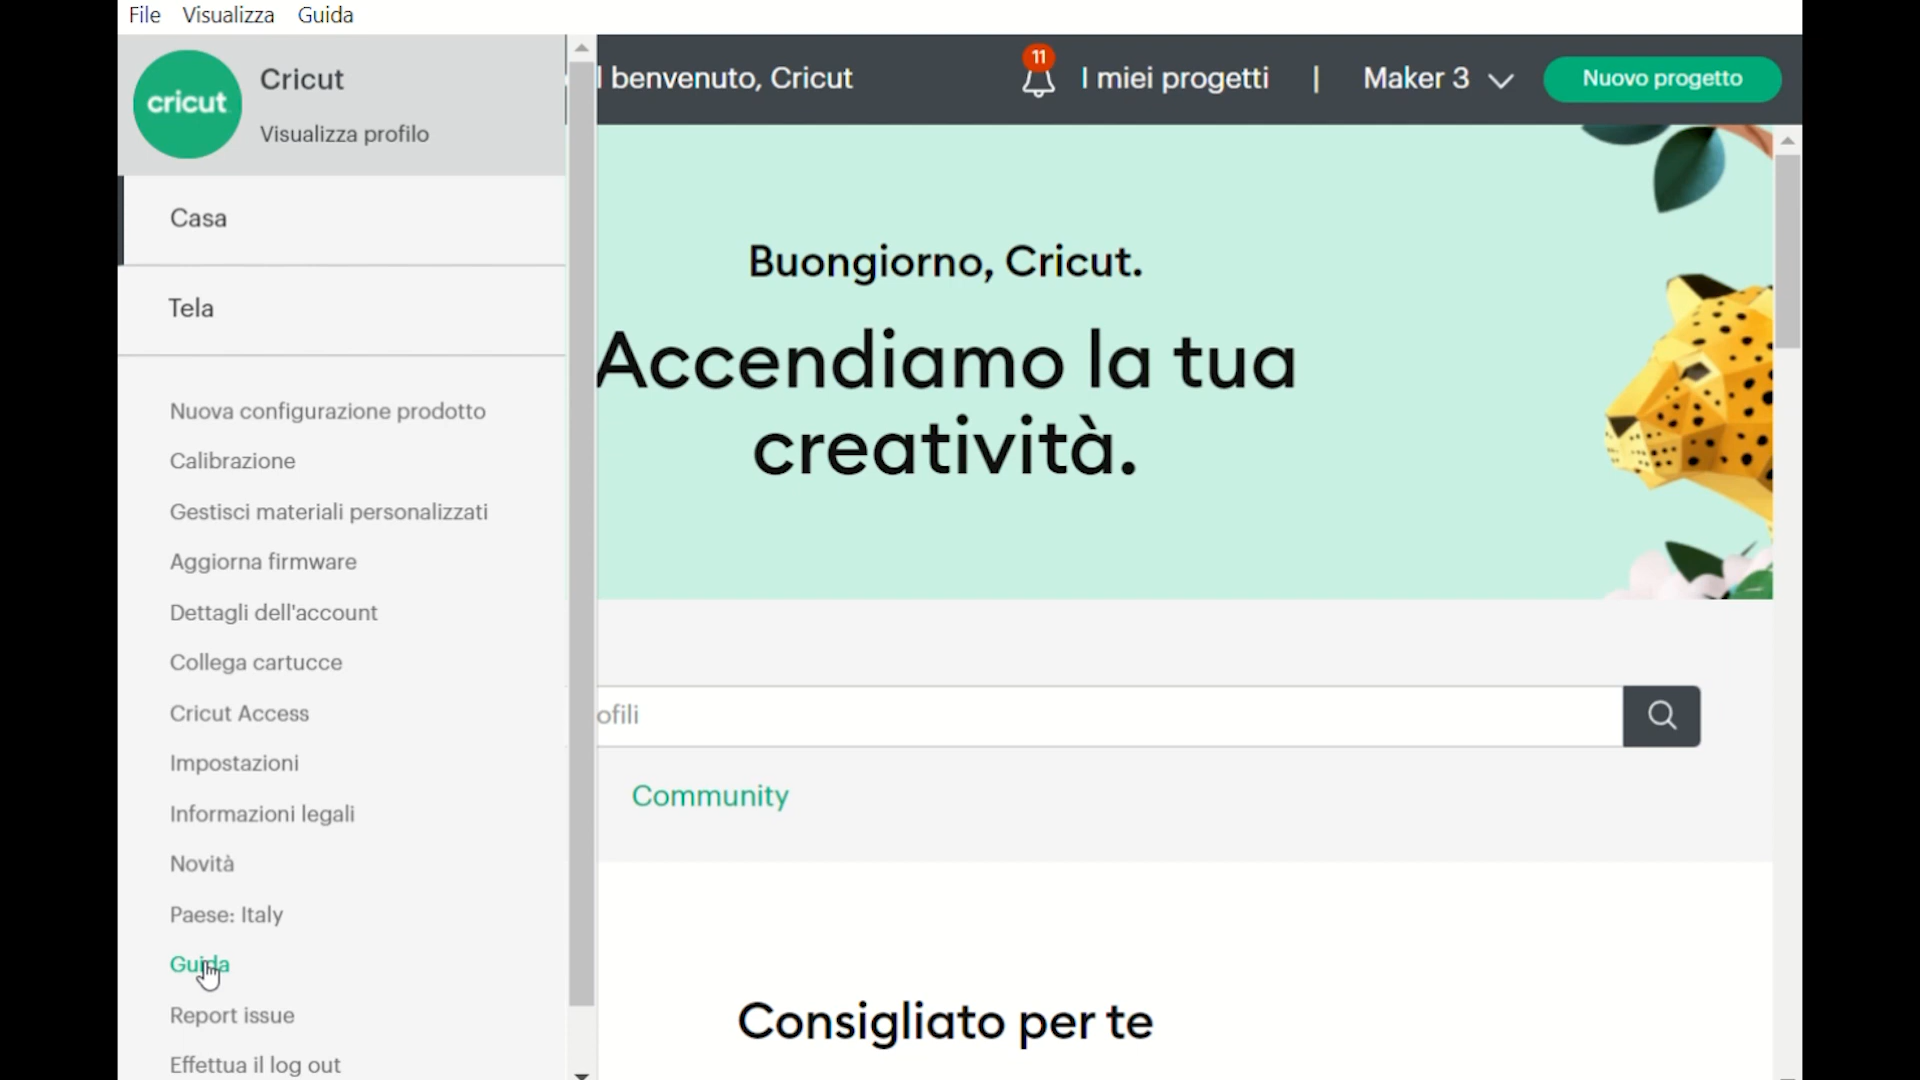 File Visualizza Guida
cricut
Cricut
Visualizza profilo
benvenuto, Cricut
11
I miei progetti | Maker 3
Nuovo progetto
Casa
Tela
Nuova configurazione prodotto
Calibrazione
Gestisci materiali personalizzati
Aggiorna firmware
Dettagli dell'account
Collega cartucce
Cricut Access
Impostazioni
Informazioni legali
Novità
Paese: Italy
Guida
Report issue
Effettua il log out
Buongiorno, Cricut.
Accendiamo la tua
creatività.
ofili
Community
Consigliato per te